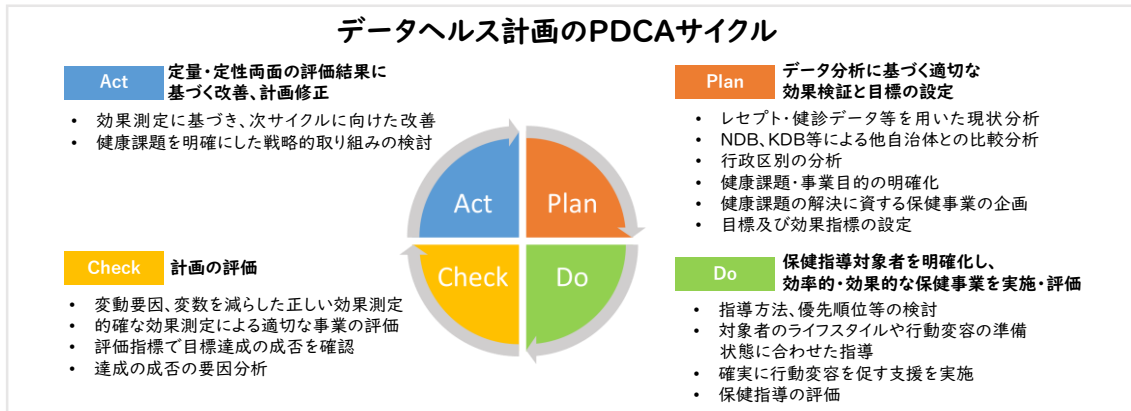 データヘルス計画のPDCAサイクル
Act
定量・定性両面の評価結果に
基づく改善、計画修正
• 効果測定に基づき、次サイクルに向けた改善
• 健康課題を明確にした戦略的取り組みの検討
Plan
データ分析に基づく適切な
効果検証と目標の設定
• レセプト・健診データ等を用いた現状分析
• NDB、KDB等による他自治体との比較分析
• 行政区別の分析
• 健康課題・事業目的の明確化
• 健康課題の解決に資する保健事業の企画
• 目標及び効果指標の設定
Act
Plan
Check
Do
Check
計画の評価
• 変動要因、変数を減らした正しい効果測定
• 的確な効果測定による適切な事業の評価
• 評価指標で目標達成の成否を確認
• 達成の成否の要因分析
Do
保健指導対象者を明確化し、
効率的・効果的な保健事業を実施・評価
• 指導方法、優先順位等の検討
• 対象者のライフスタイルや行動変容の準備
状態に合わせた指導
• 確実に行動変容を促す支援を実施
• 保健指導の評価